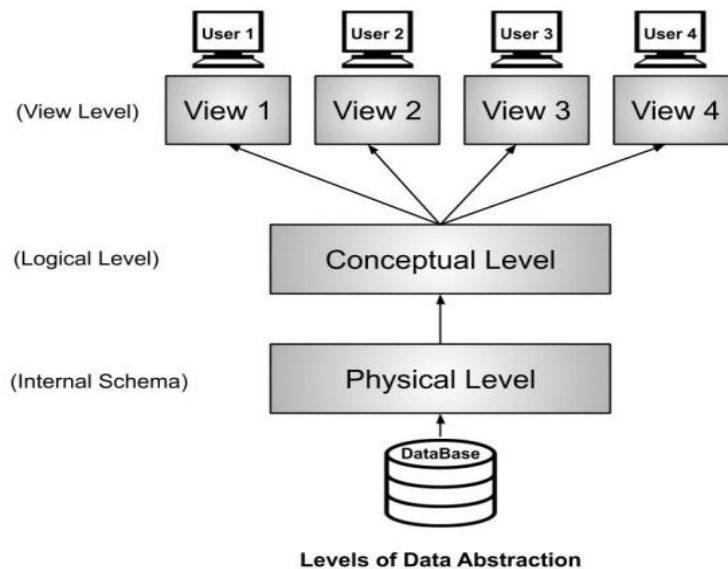 User 1 User 2 User 3 User 4
(View Level) View 1 View 2 View 3 View 4
(Logical Level) Conceptual Level
(Internal Schema) Physical Level
DataBase
Levels of Data Abstraction